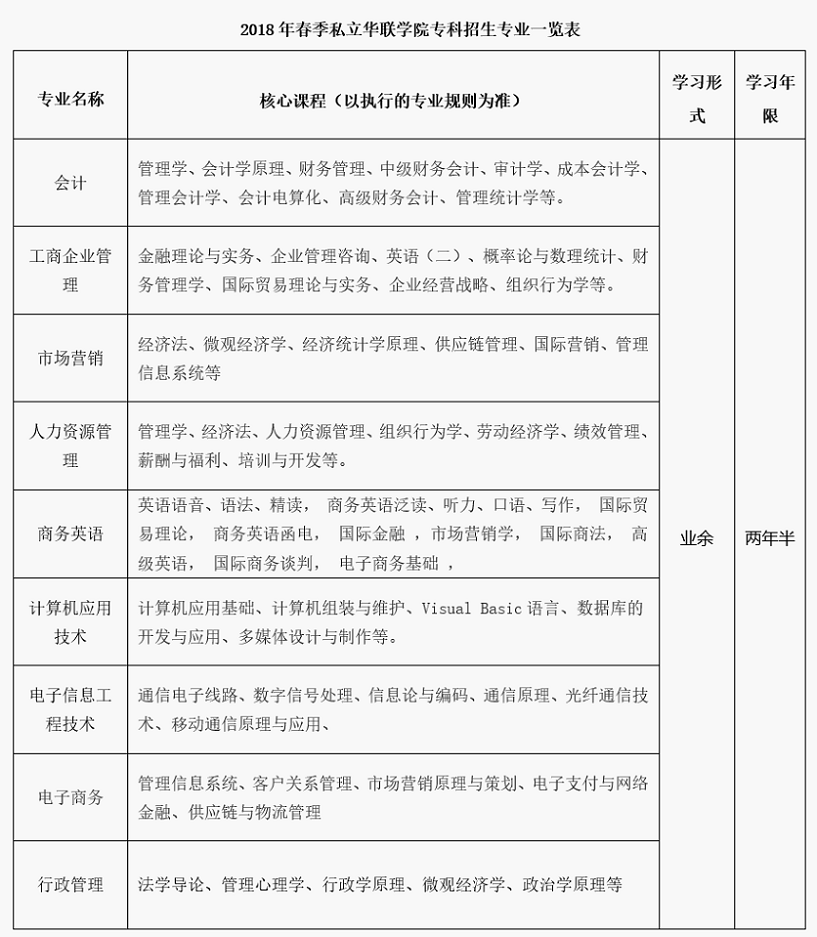 2018年春季私立华联学院专科招生专业一览表
专业名称
核心课程（以执行的专业规则为准）
学习形
式
学习年
限
会计
管理学、会计学原理、财务管理、中级财务会计、审计学、成本会计学、
管理会计学、会计电算化、高级财务会计、管理统计学等。
工商企业管
理
金融理论与实务、企业管理咨询、英语（二）、概率论与数理统计、财
务管理学、国际贸易理论与实务、企业经营战略、组织行为学等。
市场营销
经济法、微观经济学、经济统计学原理、供应链管理、国际营销、管理
信息系统等
人力资源管
理
管理学、经济法、人力资源管理、组织行为学、劳动经济学、绩效管理、
薪酬与福利、培训与开发等。
商务英语
英语语音、语法、精读， 商务英语泛读、听力、口语、写作， 国际贸
易理论， 商务英语函电， 国际金融 ，市场营销学， 国际商法， 高
级英语， 国际商务谈判， 电子商务基础 ，
业余
两年半
计算机应用
技术
计算机应用基础、计算机组装与维护、Visual Basic语言、数据库的
开发与应用、多媒体设计与制作等。
电子信息工
程技术
通信电子线路、数字信号处理、信息论与编码、通信原理、光纤通信技
术、移动通信原理与应用、
电子商务
管理信息系统、客户关系管理、市场营销原理与策划、电子支付与网络
金融、供应链与物流管理
行政管理
法学导论、管理心理学、行政学原理、微观经济学、政治学原理等